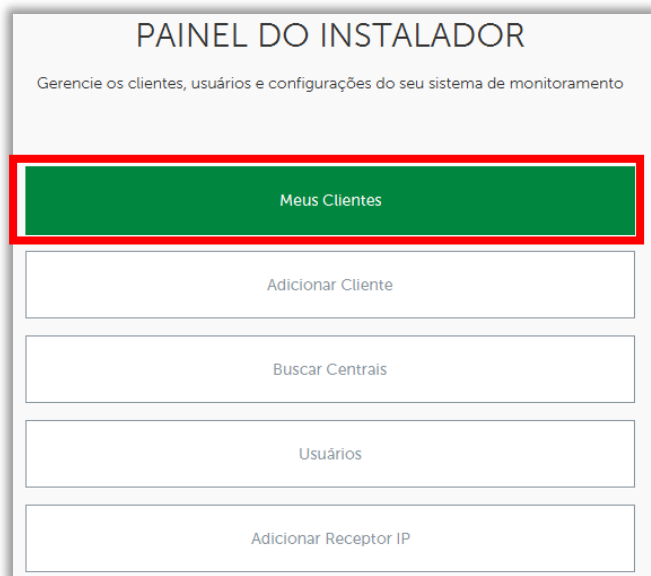 PAINEL DO INSTALADOR
Gerencie os clientes, usuários e configurações do seu sistema de monitoramento
Meus Clientes
Adicionar Cliente
Buscar Centrais
Usuários
Adicionar Receptor IP